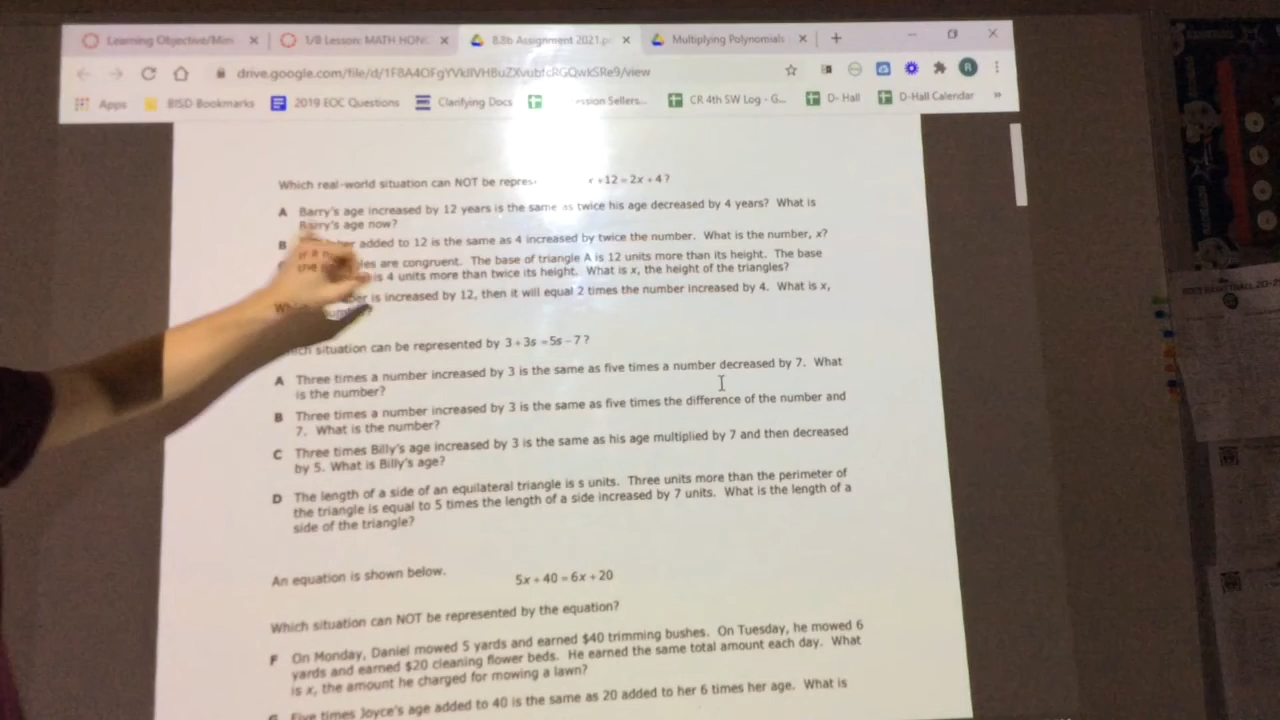 Learning Objective/Mini
1/8 Lesson: MATH HON
8.8b Assignment 2021.p
Multiplying Polynomials
drive.google.com/file/d/
Apps
BISD Bookmarks
2019 EOC Questions
Clarifying Docs
ssion Sellers...
CR 4th SW Log - G...
D- Hall
D-Hall Calendar
Which real-world situation can NOT be repres x + 12 = 2x + 4?
A Barry's age increased by 12 years is the same as twice his age decreased by 4 years? What is
Barry's age now?
B added to 12 is the same as 4 increased by twice the number. What is the number, x?
are congruent. The base of triangle A is 12 units more than its height. The base
is 4 units more than twice its height. What is x, the height of the triangles?
is increased by 12, then it will equal 2 times the number increased by 4. What is x,
situation can be represented by 3 + 3s = 5s - 7?
A Three times a number increased by 3 is the same as five times a number decreased by 7. What
is the number?
B Three times a number increased by 3 is the same as five times the difference of the number and
7. What is the number?
C Three times Billy's age increased by 3 is the same as his age multiplied by 7 and then decreased
by 5. What is Billy's age?
D The length of a side of an equilateral triangle is s units. Three units more than the perimeter of
the triangle is equal to 5 times the length of a side increased by 7 units. What is the length of a
side of the triangle?
An equation is shown below.
5x + 40 = 6x + 20
Which situation can NOT be represented by the equation?
F On Monday, Daniel mowed 5 yards and earned $40 trimming bushes. On Tuesday, he mowed 6
yards and earned $20 cleaning flower beds. He earned the same total amount each day. What
is x, the amount he charged for mowing a lawn?
G Five times Joyce's age added to 40 is the same as 20 added to her 6 times her age. What is